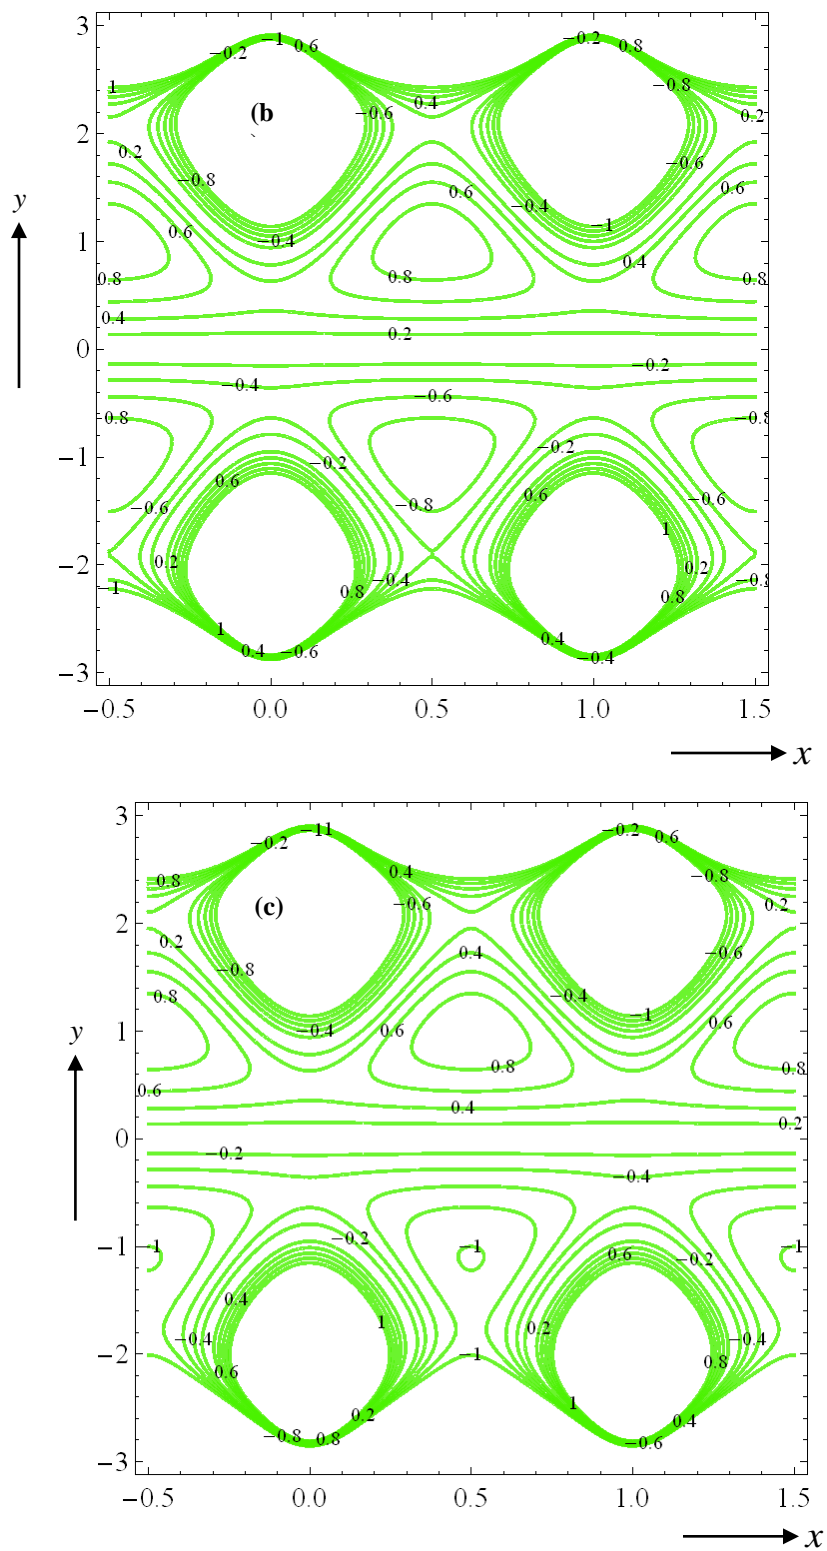 3
−0.2 −1 0.6 −0.2 0.8
1 0.4 −0.8
(b −0.6 0.2
2
0.2 −0.6
y −0.8 0.6 0.6
0.6 −0.4 −0.4 −1
1
0.8 0.8 0.4 0.8
0.4 0.2
0
−0.4 −0.2
−0.6
−0.8 −0.8
−1
−0.2 −0.2
0.6 −0.6 −0.8 0.6 −0.6
1
−2
0.2 −0.4 0.2 −0.8
1 0.8 0.8
1 0.4 −0.6 0.4 −0.4
−3
−0.5 0.0 0.5 1.0 1.5
x
3
−0.2 −11 −0.2 0.6
0.8 0.4 −0.8
(c) −0.6 0.2
2
0.2 0.4 −0.6
−0.8
0.8 −0.4
y −0.4 0.6 −1 0.6
1
0.6 0.8 0.8
0.4 0.2
0
−0.2 −0.4
−1 −1 −1 −1
−0.2 0.6 −0.2
0.4 1 0.2
−0.4 −0.4
−2
0.6 −1 0.8
0.2 1 0.4
−0.8 0.8 −0.6
−3
−0.5 0.0 0.5 1.0 1.5
x